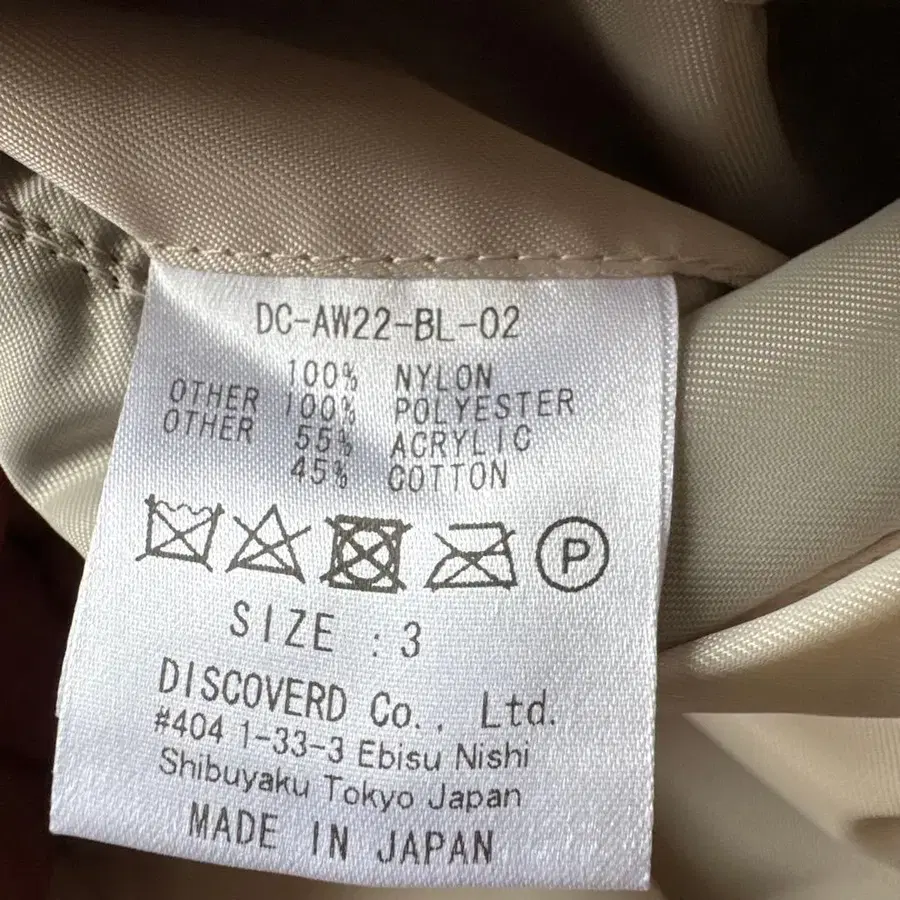 DC-AW22-BL-02
100% NYLON
OTHER 100% POLYESTER
OTHER 55% ACRYLIC
45% COTTON
P
SIZE : 3
DISCOVERD Co., Ltd.
#404 1-33-3 Ebisu Nishi
Shibuyaku Tokyo Japan
MADE IN JAPAN